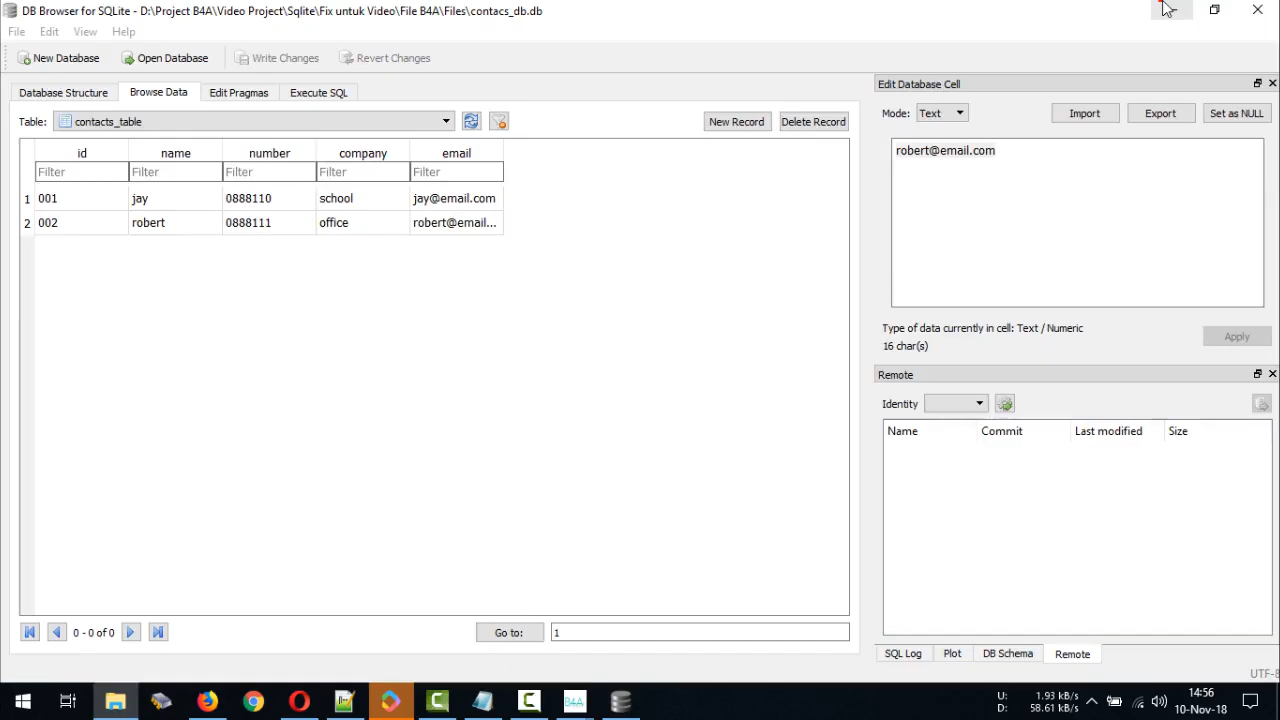 DB Browser for SQLite - D:\Project B4A\Video Project\Sqlite\Fix untuk Video\File B4A\Files\contacs_db.db
File Edit View Help
New Database Open Database Write Changes Revert Changes
Database Structure Browse Data Edit Pragmas Execute SQL
Table: contacts_table New Record Delete Record
id name number company email
Filter Filter Filter Filter Filter
1 001 jay 0888110 school jay@email.com
2 002 robert 0888111 office robert@email...
0 - 0 of 0 Go to: 1
Edit Database Cell
Mode: Text Import Export Set as NULL
robert@email.com
Type of data currently in cell: Text / Numeric
16 char(s)
Apply
Remote
Identity
Name Commit Last modified Size
SQL Log Plot DB Schema Remote
UTF-8
B4A
U: 1.93 kB/s
D: 58.61 kB/s
14:56
10-Nov-18